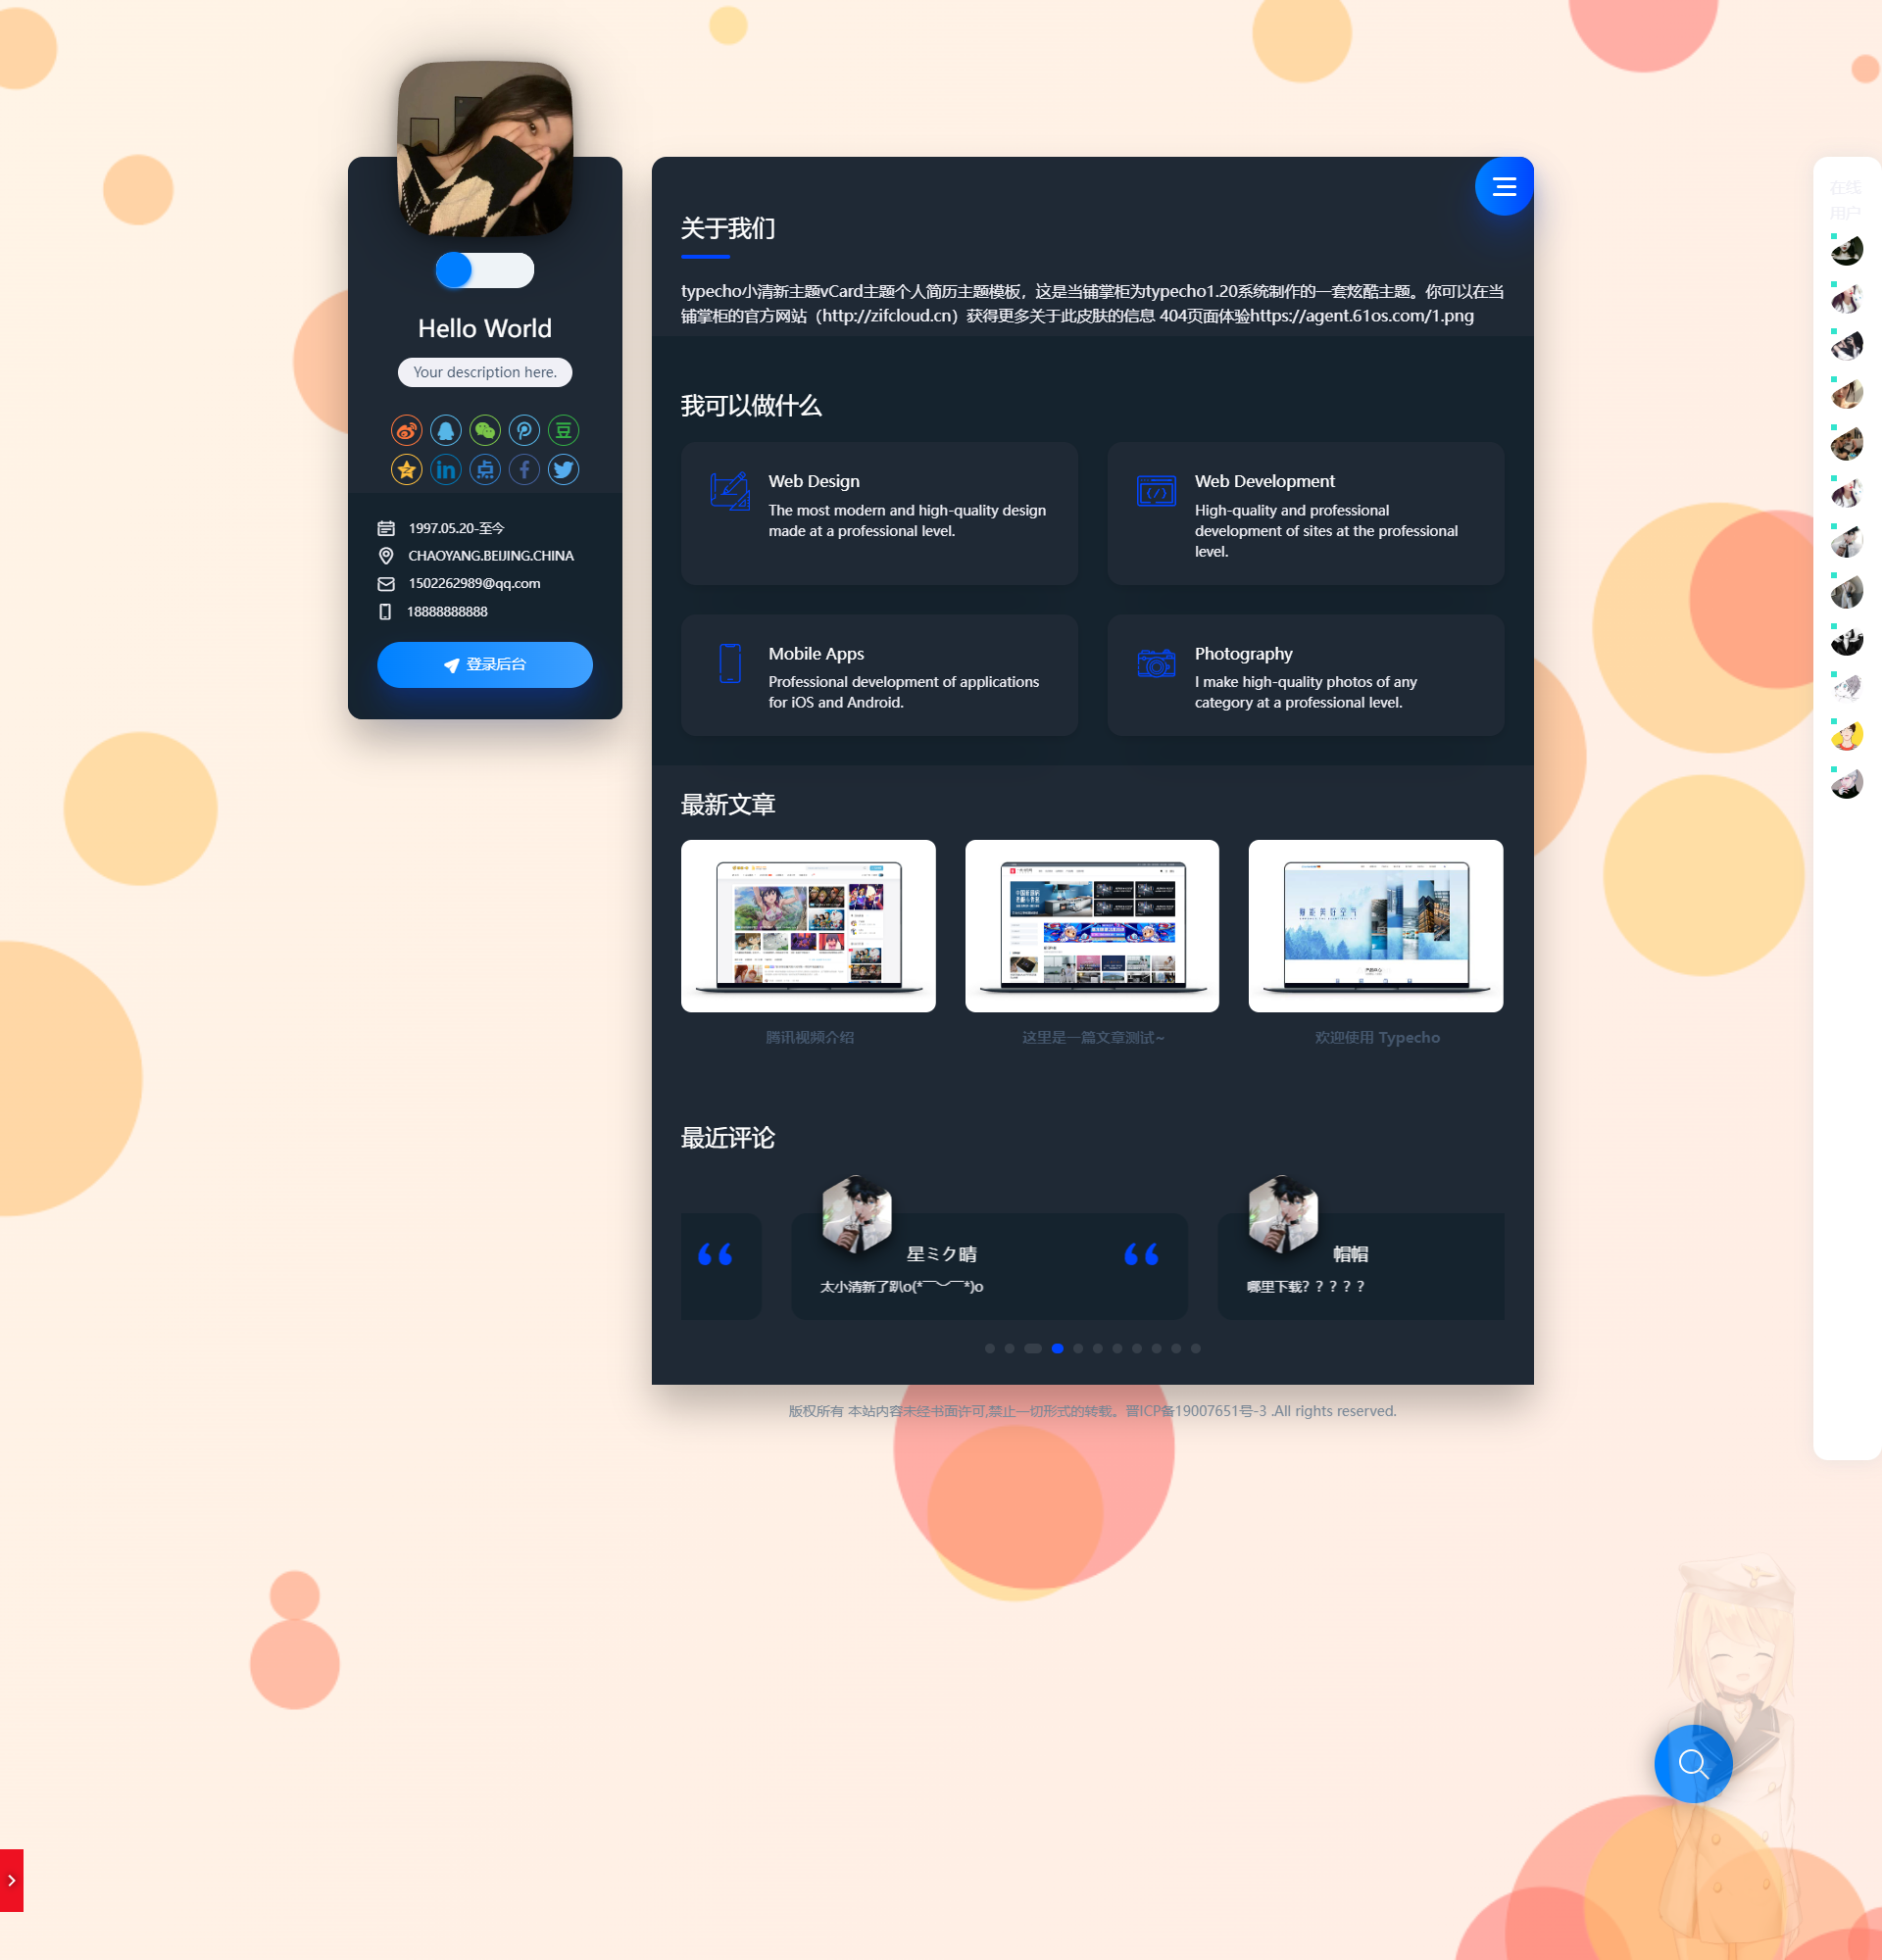 Hello World
Your description here.
1997.05.20-至今
CHAOYANG.BEIJING.CHINA
1502262989@qq.com
18888888888
登录后台
关于我们
typecho小清新主题vCard主题个人简历主题模板，这是当铺掌柜为typecho1.20系统制作的一套炫酷主题。你可以在当
铺掌柜的官方网站（http://zifcloud.cn）获得更多关于此皮肤的信息 404页面体验https://agent.61os.com/1.png
我可以做什么
Web Design
The most modern and high-quality design
made at a professional level.
Web Development
High-quality and professional
development of sites at the professional
level.
Mobile Apps
Professional development of applications
for iOS and Android.
Photography
I make high-quality photos of any
category at a professional level.
最新文章
腾讯视频介绍
这里是一篇文章测试~
欢迎使用 Typecho
最近评论
星ミク晴
太小清新了趴o(*￣︶￣*)o
帽帽
哪里下载？？？？？
版权所有 本站内容未经书面许可,禁止一切形式的转载。晋ICP备19007651号-3 .All rights reserved.
在线
用户